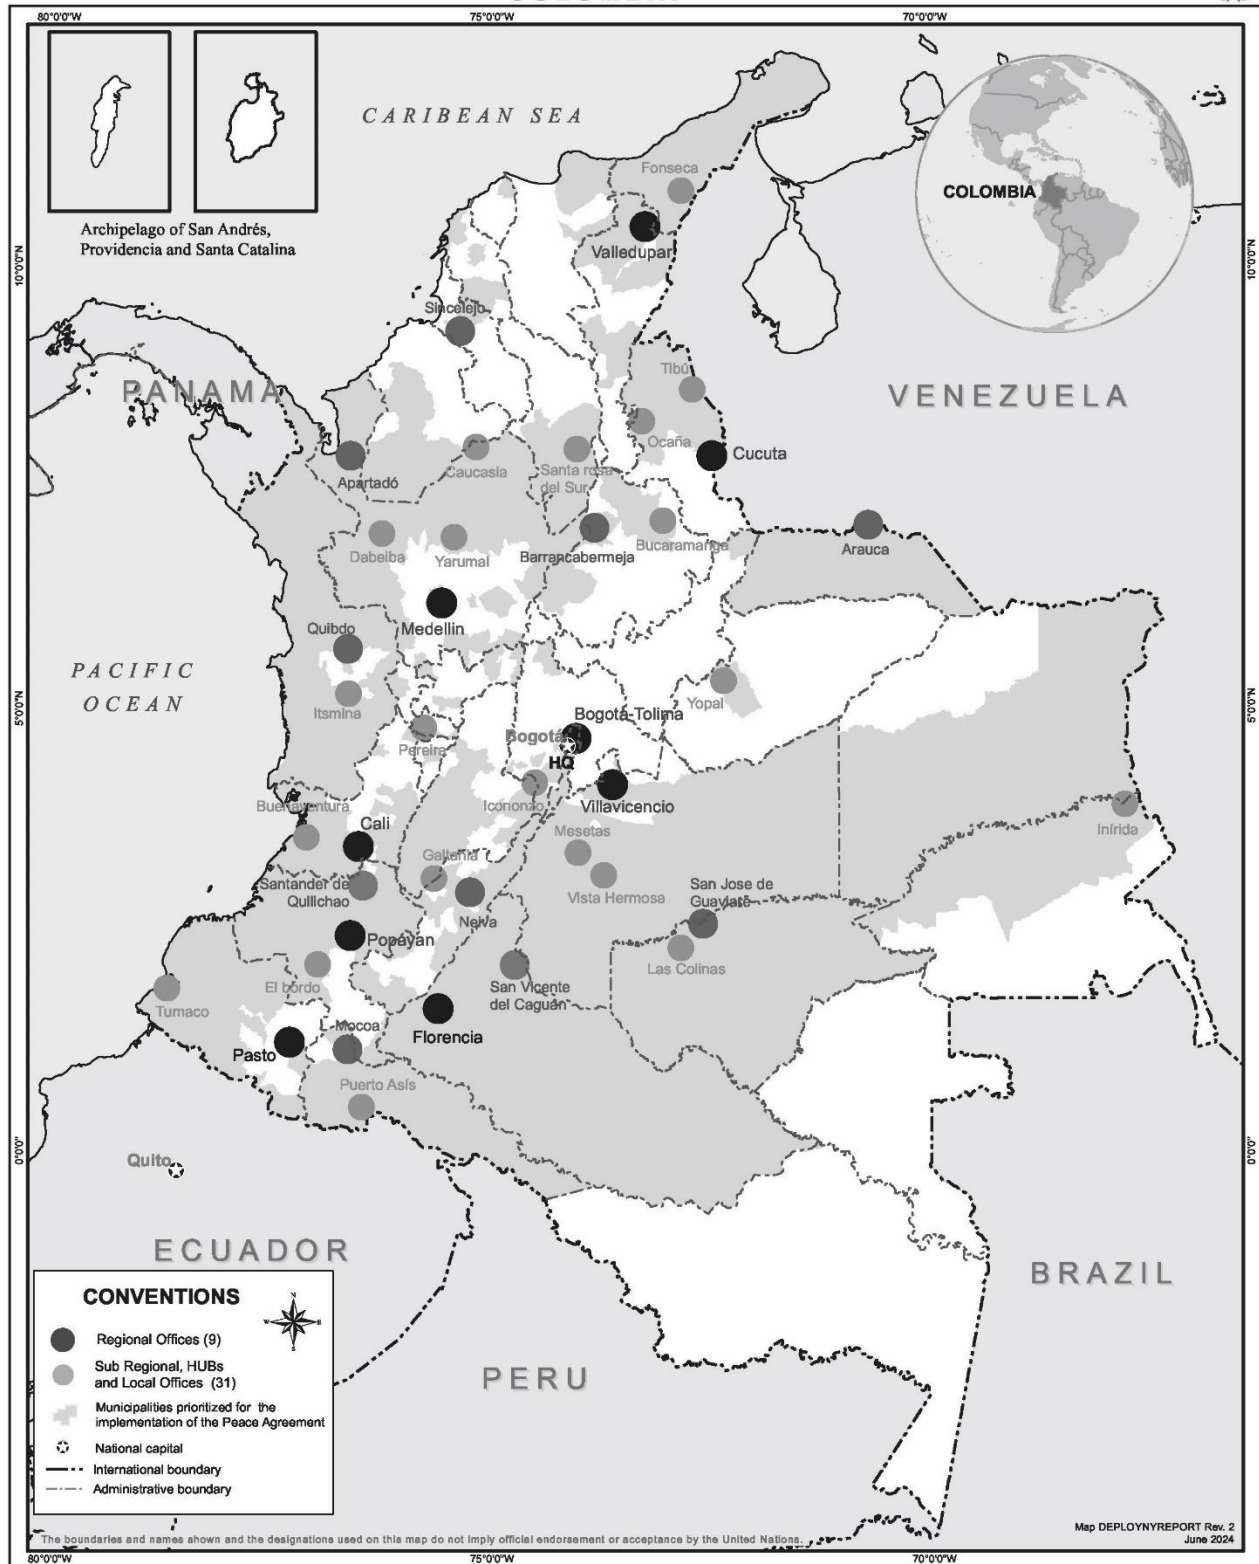 80°0'0"W
75°0'0"W
70°0'0"W
CARIBEAN SEA
Archipelago of San Andrés,
Providencia and Santa Catalina
COLOMBIA
10°0'0"N
10°0'0"N
Fonseca
Valledupar
Sincelejo
PANAMA
VENEZUELA
Tibú
Ocaña
Cucuta
Apartadó
Caucasia
Santa rosa
del Sur
Dabeiba
Yarumal
Barrancabermeja
Bucaramanga
Arauca
Medellin
Quibdo
PACIFIC
OCEAN
Itsmina
Yopal
5°0'0"N
5°0'0"N
Pereira
Bogotá-Tolima
Bogotá
HQ
Icononzo
Villavicencio
Buenaventura
Cali
Mesetas
Inírida
Gaitania
Santander de
Quilichao
Neiva
Vista Hermosa
San Jose de
Guaviare
Popayán
Las Colinas
El bordo
San Vicente
del Caguán
Tumaco
Mocoa
Florencia
Pasto
Puerto Asís
0°0'0"
0°0'0"
Quito
ECUADOR
BRAZIL
PERU
CONVENTIONS
N
W
E
S
Regional Offices (9)
Sub Regional, HUBs
and Local Offices (31)
Municipalities prioritized for the
implementation of the Peace Agreement
National capital
International boundary
Administrative boundary
The boundaries and names shown and the designations used on this map do not imply official endorsement or acceptance by the United Nations.
Map DEPLOYNYREPORT Rev. 2
June 2024
80°0'0"W
75°0'0"W
70°0'0"W